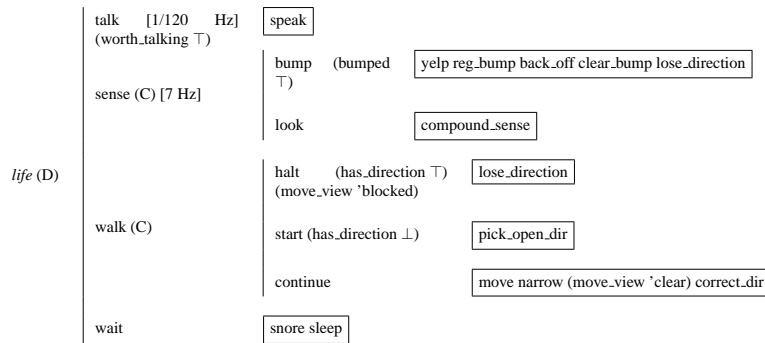 talk [1/120 Hz] speak
(worth_talking ⊤)
bump (bumped yelp reg_bump back_off clear_bump lose_direction
⊤)
sense (C) [7 Hz]
look compound_sense
halt (has_direction ⊤) lose_direction
(move_view 'blocked)
life (D)
walk (C) start (has_direction ⊥) pick_open_dir
continue move narrow (move_view 'clear) correct_dir
wait snore sleep